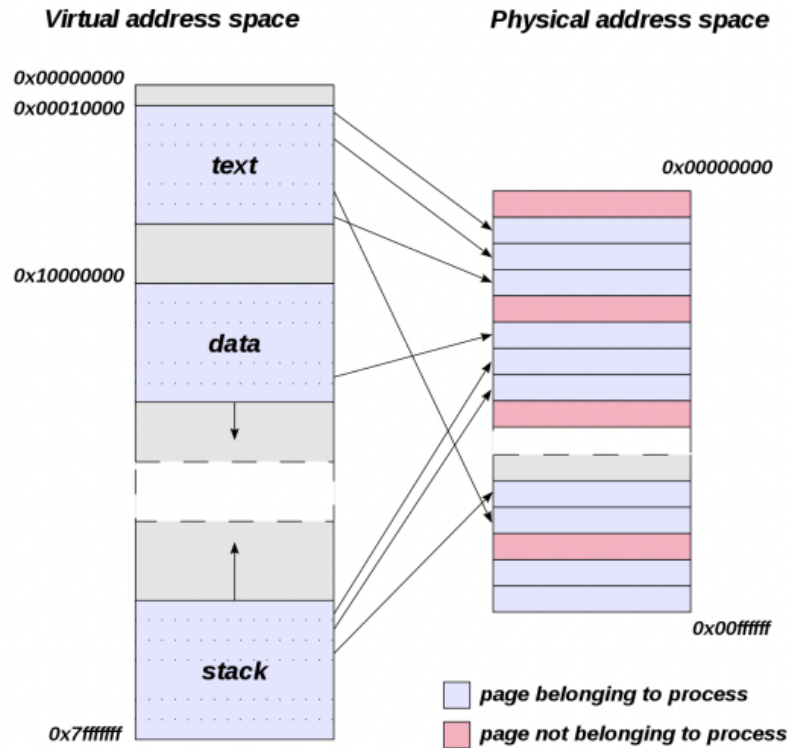 Virtual address space
Physical address space
0x00000000
0x00010000
text
0x00000000
0x10000000
data
stack
0x7fffffff
0x00ffffff
page belonging to process
page not belonging to process